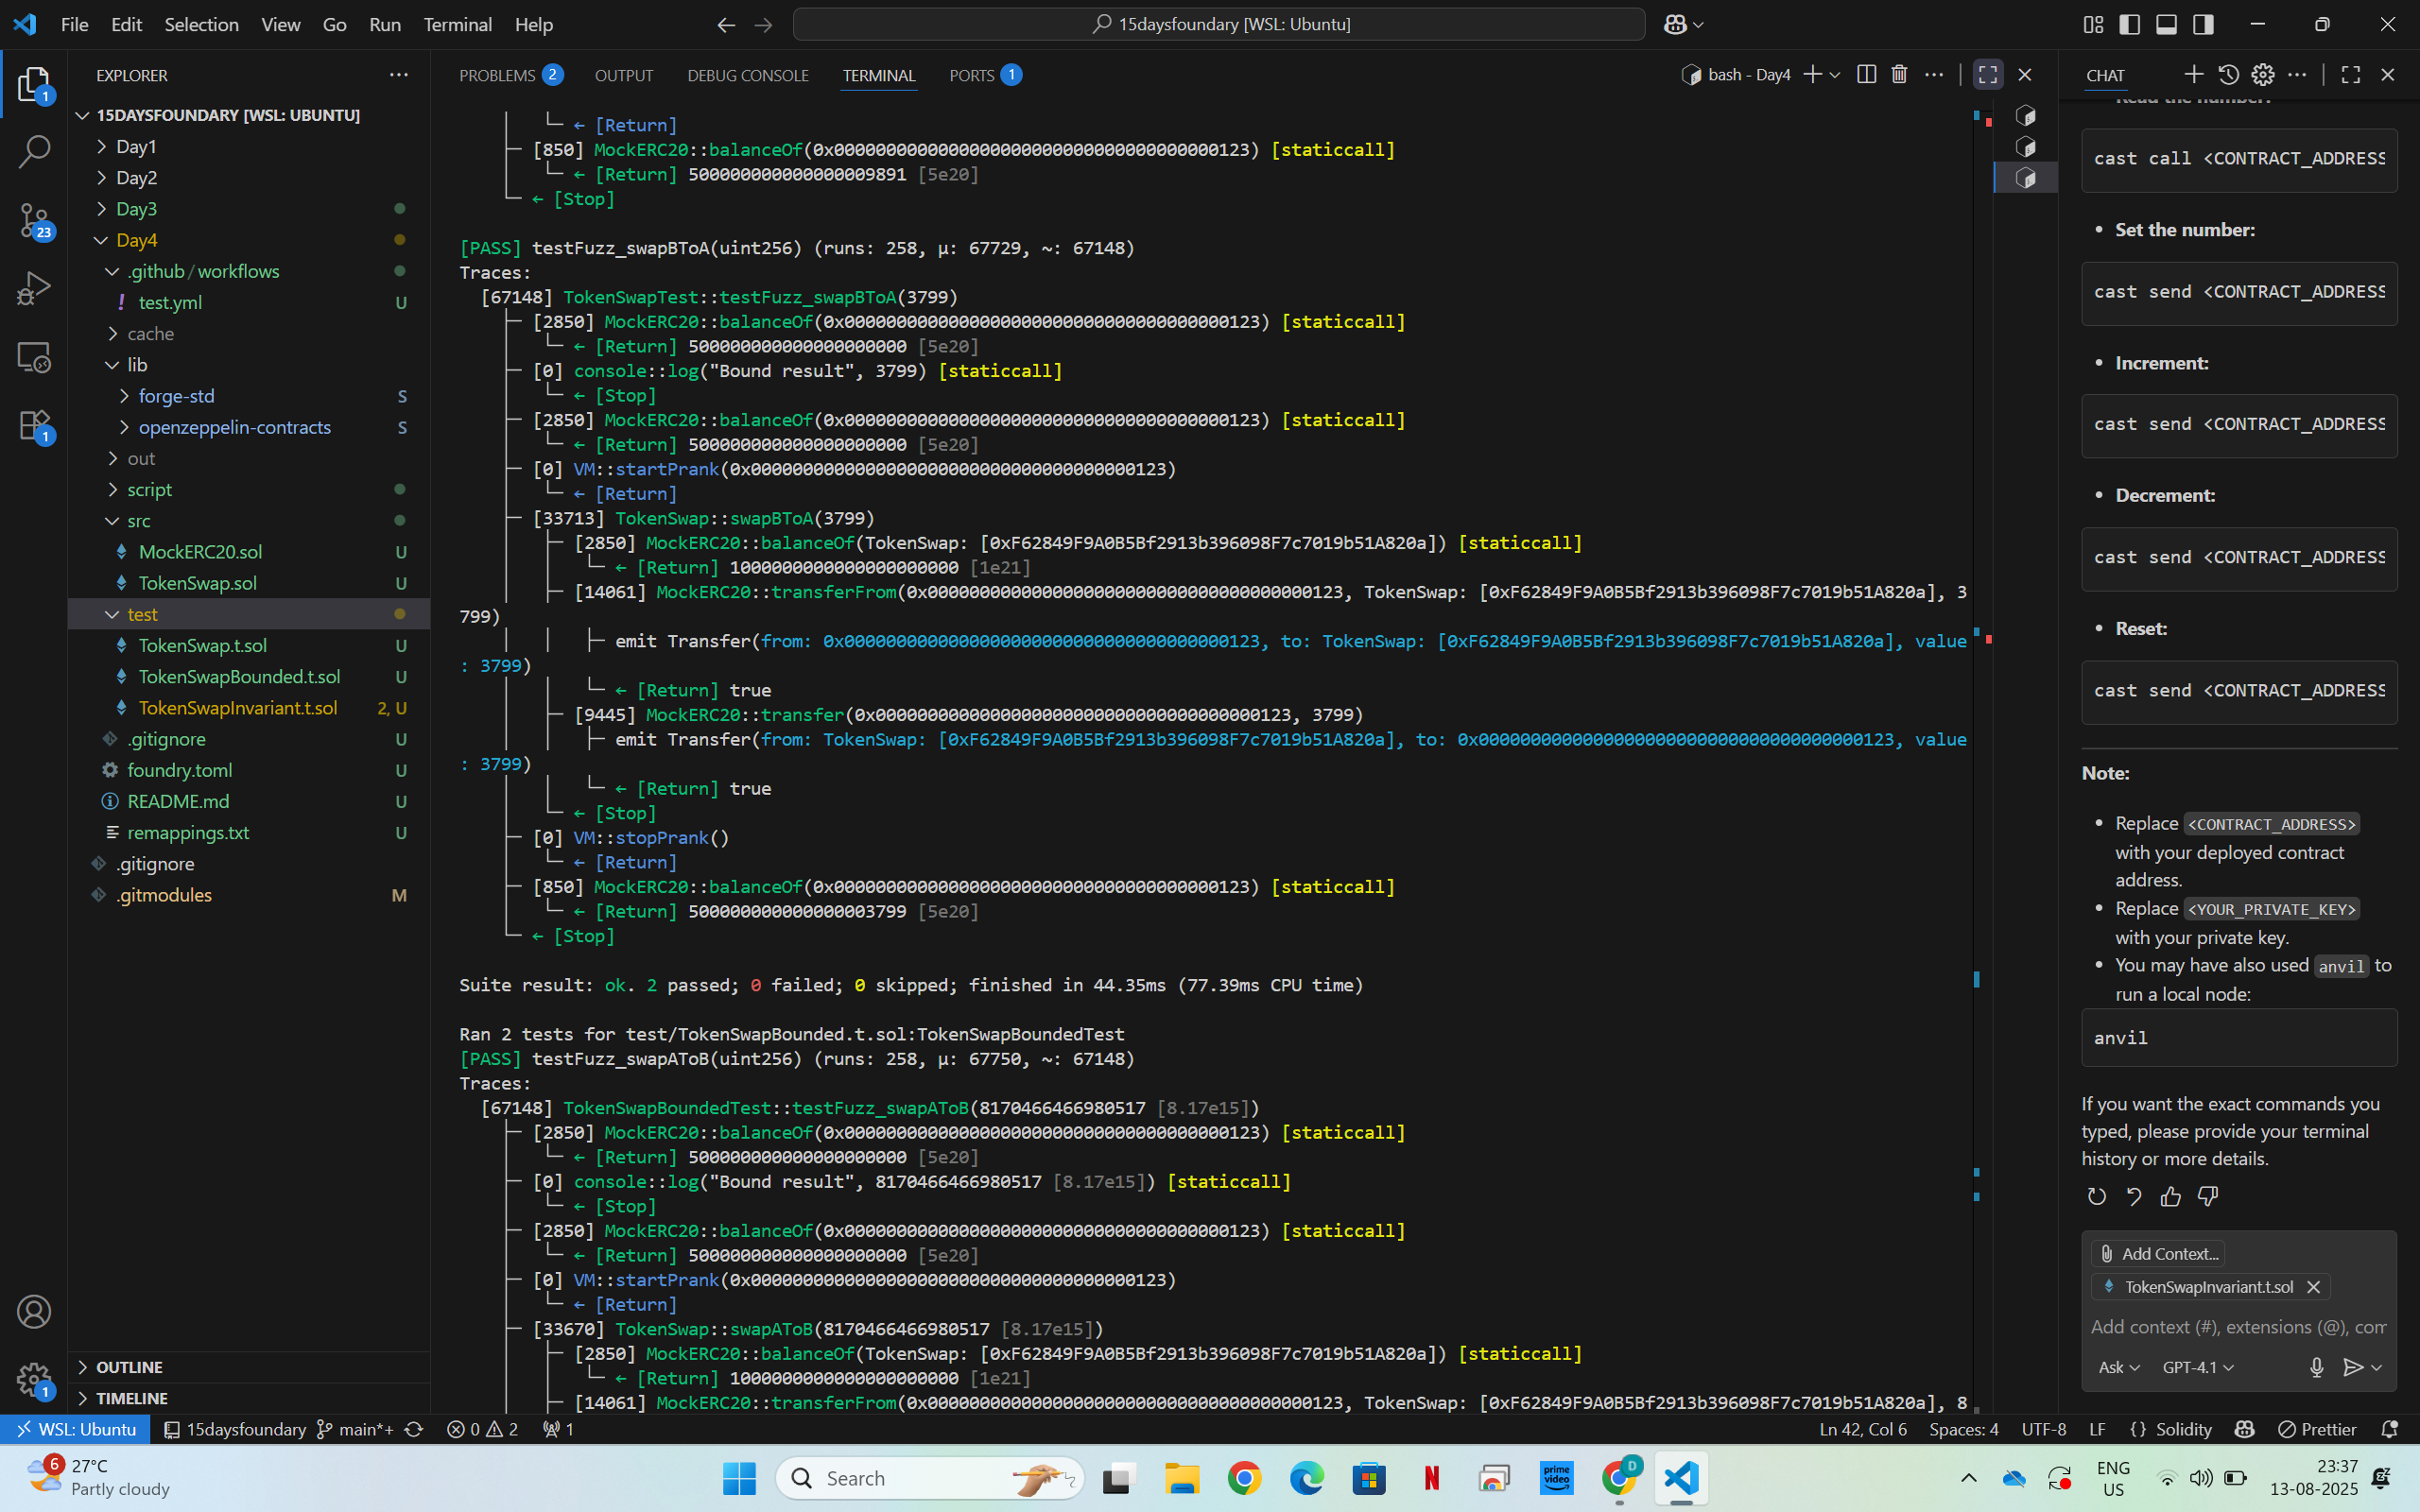 File Edit Selection View Go Run Terminal Help
15daysfoundary [WSL: Ubuntu]
EXPLORER
15DAYSFOUNDARY [WSL: UBUNTU]
Day1
Day2
Day3
Day4
.github / workflows
! test.yml U
cache
lib
forge-std S
openzeppelin-contracts S
out
script
src
MockERC20.sol U
TokenSwap.sol U
test
TokenSwap.t.sol U
TokenSwapBounded.t.sol U
TokenSwapInvariant.t.sol 2, U
.gitignore U
foundry.toml U
README.md U
remappings.txt U
.gitignore
.gitmodules M
OUTLINE
TIMELINE
1
23
1
1
PROBLEMS 2 OUTPUT DEBUG CONSOLE TERMINAL PORTS 1
bash - Day4
← [Return]
[850] MockERC20::balanceOf(0x0000000000000000000000000000000000000123) [staticcall]
← [Return] 500000000000000009891 [5e20]
← [Stop]
[PASS] testFuzz_swapBToA(uint256) (runs: 258, μ: 67729, ~: 67148)
Traces:
[67148] TokenSwapTest::testFuzz_swapBToA(3799)
[2850] MockERC20::balanceOf(0x0000000000000000000000000000000000000123) [staticcall]
← [Return] 500000000000000000000 [5e20]
[0] console::log("Bound result", 3799) [staticcall]
← [Stop]
[2850] MockERC20::balanceOf(0x0000000000000000000000000000000000000123) [staticcall]
← [Return] 500000000000000000000 [5e20]
[0] VM::startPrank(0x0000000000000000000000000000000000000123)
← [Return]
[33713] TokenSwap::swapBToA(3799)
[2850] MockERC20::balanceOf(TokenSwap: [0xF62849F9A0B5Bf2913b396098F7c7019b51A820a]) [staticcall]
← [Return] 1000000000000000000000 [1e21]
[14061] MockERC20::transferFrom(0x0000000000000000000000000000000000000123, TokenSwap: [0xF62849F9A0B5Bf2913b396098F7c7019b51A820a], 3
799)
emit Transfer(from: 0x0000000000000000000000000000000000000123, to: TokenSwap: [0xF62849F9A0B5Bf2913b396098F7c7019b51A820a], value
: 3799)
← [Return] true
[9445] MockERC20::transfer(0x0000000000000000000000000000000000000123, 3799)
emit Transfer(from: TokenSwap: [0xF62849F9A0B5Bf2913b396098F7c7019b51A820a], to: 0x0000000000000000000000000000000000000123, value
: 3799)
← [Return] true
← [Stop]
[0] VM::stopPrank()
← [Return]
[850] MockERC20::balanceOf(0x0000000000000000000000000000000000000123) [staticcall]
← [Return] 500000000000000003799 [5e20]
← [Stop]
Suite result: ok. 2 passed; 0 failed; 0 skipped; finished in 44.35ms (77.39ms CPU time)
Ran 2 tests for test/TokenSwapBounded.t.sol:TokenSwapBoundedTest
[PASS] testFuzz_swapAToB(uint256) (runs: 258, μ: 67750, ~: 67148)
Traces:
[67148] TokenSwapBoundedTest::testFuzz_swapAToB(8170466466980517 [8.17e15])
[2850] MockERC20::balanceOf(0x0000000000000000000000000000000000000123) [staticcall]
← [Return] 500000000000000000000 [5e20]
[0] console::log("Bound result", 8170466466980517 [8.17e15]) [staticcall]
← [Stop]
[2850] MockERC20::balanceOf(0x0000000000000000000000000000000000000123) [staticcall]
← [Return] 500000000000000000000 [5e20]
[0] VM::startPrank(0x0000000000000000000000000000000000000123)
← [Return]
[33670] TokenSwap::swapAToB(8170466466980517 [8.17e15])
[2850] MockERC20::balanceOf(TokenSwap: [0xF62849F9A0B5Bf2913b396098F7c7019b51A820a]) [staticcall]
← [Return] 1000000000000000000000 [1e21]
[14061] MockERC20::transferFrom(0x0000000000000000000000000000000000000123, TokenSwap: [0xF62849F9A0B5Bf2913b396098F7c7019b51A820a], 8
CHAT
Read the number:
cast call <CONTRACT_ADDRESS
• Set the number:
cast send <CONTRACT_ADDRESS
• Increment:
cast send <CONTRACT_ADDRESS
• Decrement:
cast send <CONTRACT_ADDRESS
• Reset:
cast send <CONTRACT_ADDRESS
Note:
• Replace <CONTRACT_ADDRESS>
with your deployed contract
address.
• Replace <YOUR_PRIVATE_KEY>
with your private key.
• You may have also used anvil to
run a local node:
anvil
If you want the exact commands you
typed, please provide your terminal
history or more details.
Add Context...
TokenSwapInvariant.t.sol
Add context (#), extensions (@), com
Ask GPT-4.1
WSL: Ubuntu 15daysfoundary main*+ 0 2 1
Ln 42, Col 6 Spaces: 4 UTF-8 LF {} Solidity Prettier
6
27°C
Partly cloudy
Search
N
prime video
D
ENG
US
23:37
13-08-2025